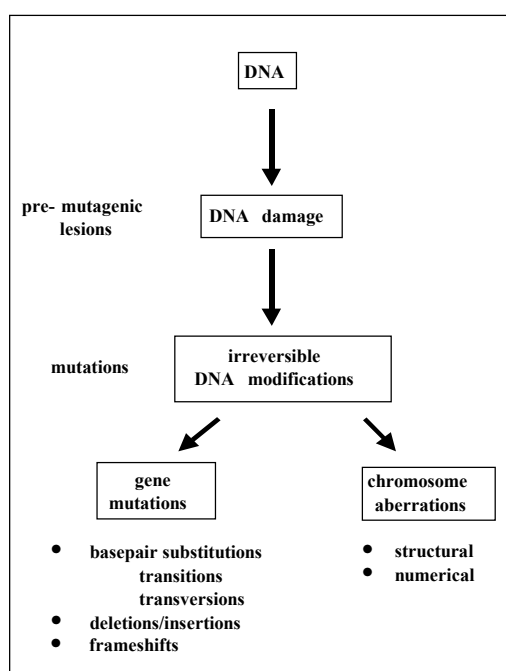 DNA
pre- mutagenic
lesions
DNA damage
mutations
irreversible
DNA modifications
gene
mutations
chromosome
aberrations
• basepair substitutions
transitions
transversions
• deletions/insertions
• frameshifts
• structural
• numerical